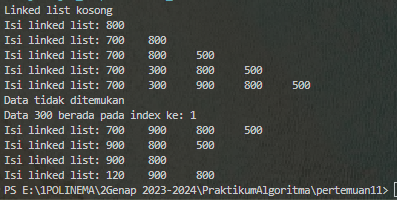 Linked list kosong
Isi linked list: 800
Isi linked list: 700 800
Isi linked list: 700 800 500
Isi linked list: 700 300 800 500
Isi linked list: 700 300 900 800 500
Data tidak ditemukan
Data 300 berada pada index ke: 1
Isi linked list: 700 900 800 500
Isi linked list: 900 800 500
Isi linked list: 900 800
Isi linked list: 120 900 800
PS E:\1POLINEMA\2Genap 2023-2024\PraktikumAlgoritma\pertemuan11>